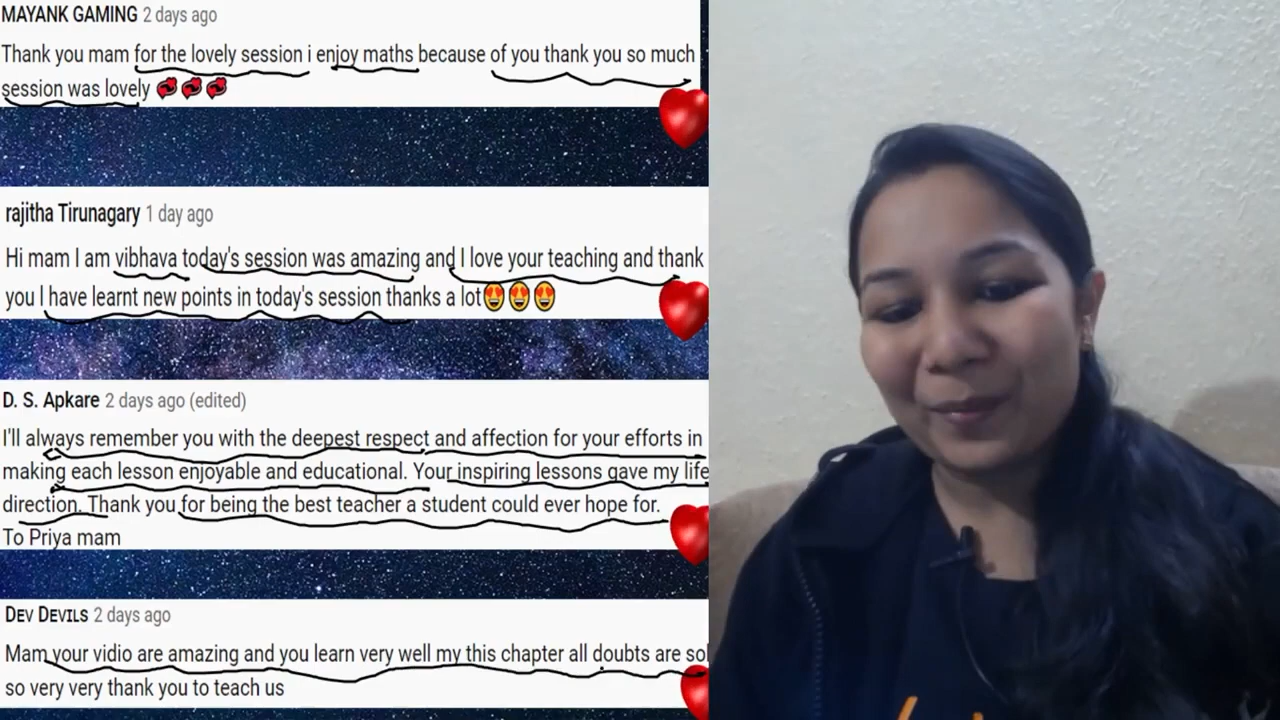 MAYANK GAMING 2 days ago
Thank you mam for the lovely session i enjoy maths because of you thank you so much
session was lovely 💞💞💞
rajitha Tirunagary 1 day ago
Hi mam I am vibhava today's session was amazing and I love your teaching and thank
you I have learnt new points in today's session thanks a lot😍😍😍
D. S. Apkare 2 days ago (edited)
I'll always remember you with the deepest respect and affection for your efforts in
making each lesson enjoyable and educational. Your inspiring lessons gave my life
direction. Thank you for being the best teacher a student could ever hope for.
To Priya mam
Dev Devils 2 days ago
Mam your vidio are amazing and you learn very well my this chapter all doubts are sol
so very very thank you to teach us